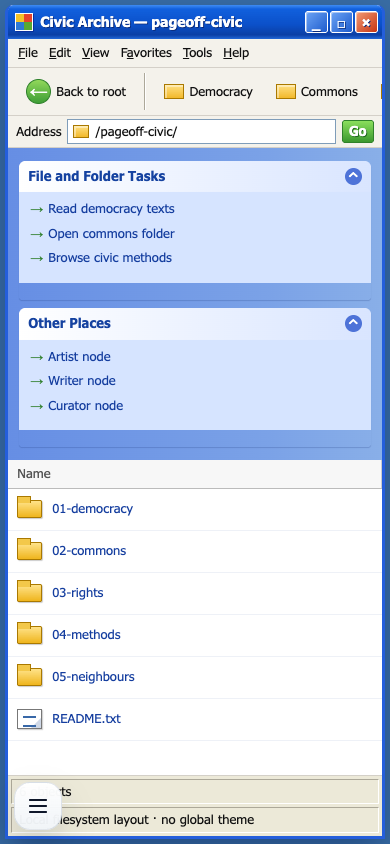 Civic Archive — pageoff-civic
File Edit View Favorites Tools Help
Back to root Democracy Commons
Address /pageoff-civic/ Go
File and Folder Tasks
→ Read democracy texts
→ Open commons folder
→ Browse civic methods
Other Places
→ Artist node
→ Writer node
→ Curator node
Name
01-democracy
02-commons
03-rights
04-methods
05-neighbours
README.txt
filesystem layout · no global theme